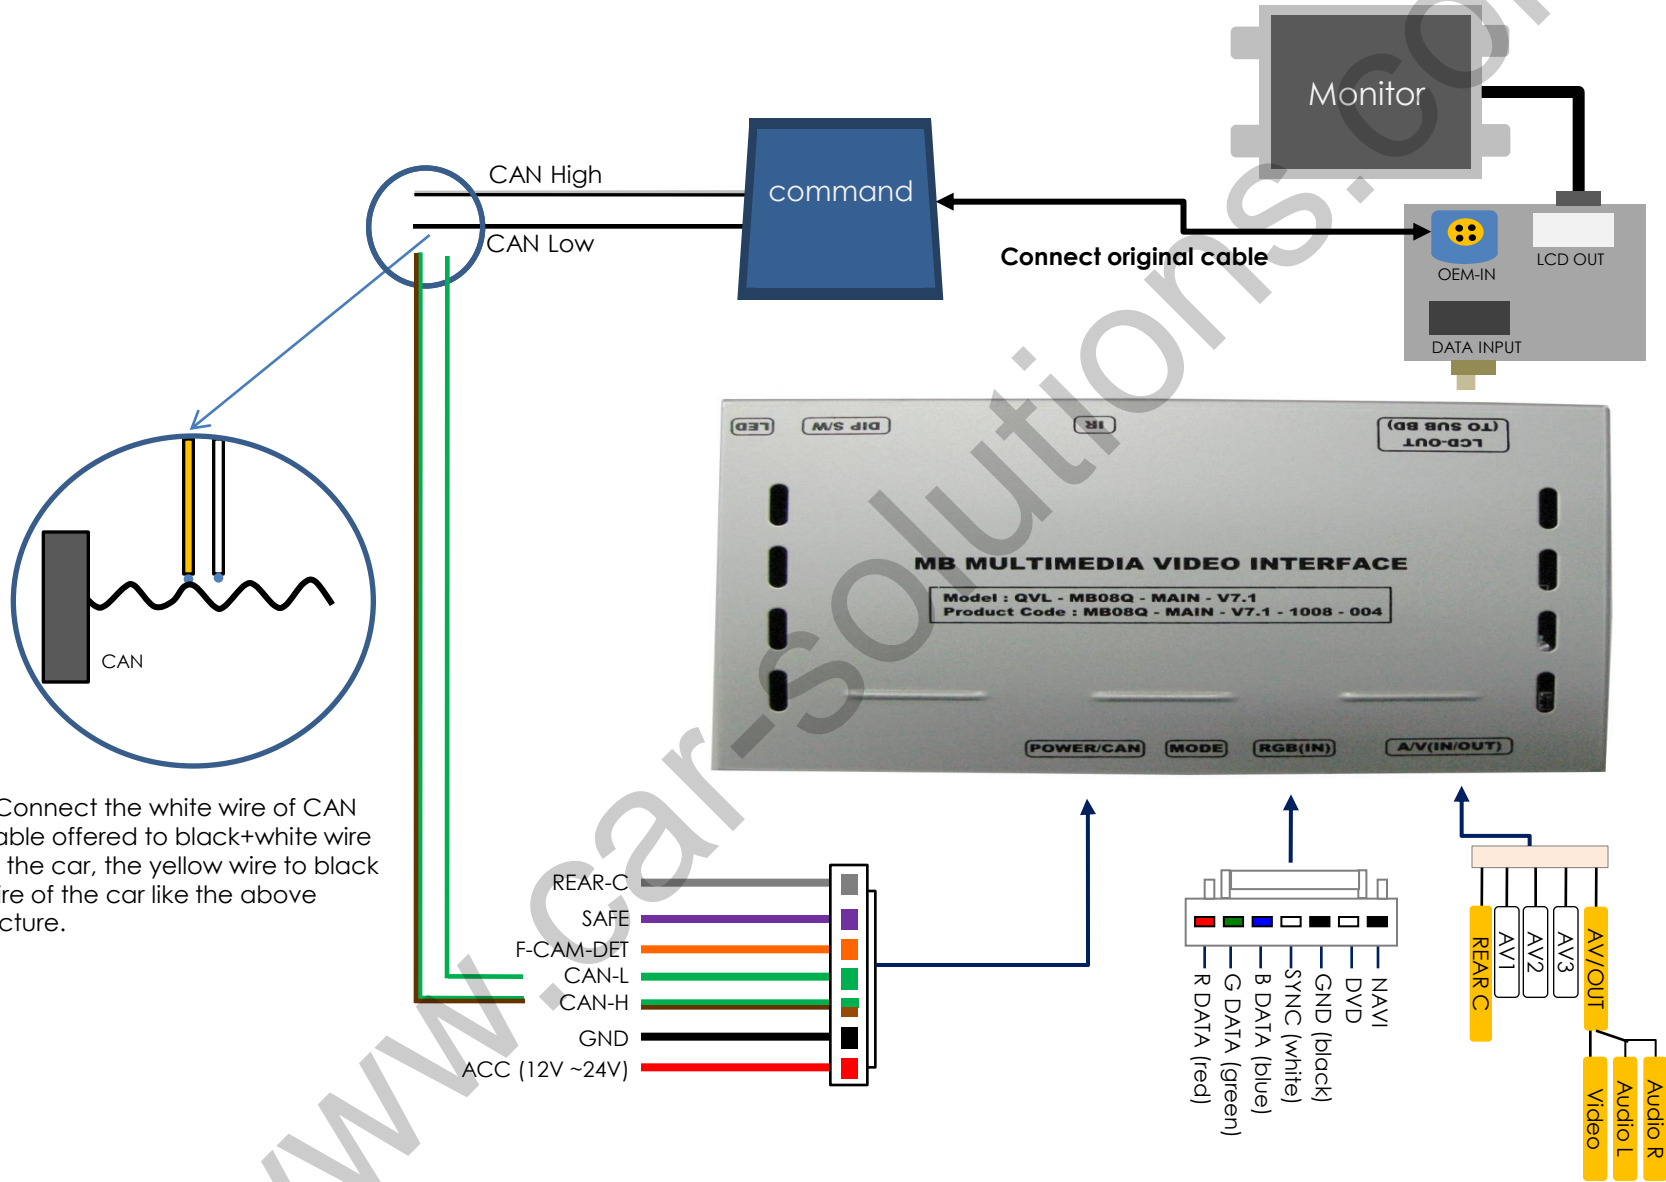 Monitor
CAN High
command
CAN Low
Connect original cable
OEM-IN
LCD OUT
DATA INPUT
LED
DIP S/W
IR
LCD-OUT
(TO SUB BD)
MB MULTIMEDIA VIDEO INTERFACE
Model : QVL - MB08Q - MAIN - V7.1
Product Code : MB08Q - MAIN - V7.1 - 1008 - 004
CAN
POWER/CAN
MODE
RGB(IN)
A/V(IN/OUT)
Connect the white wire of CAN
able offered to black+white wire
the car, the yellow wire to black
ire of the car like the above
cture.
REAR-C
SAFE
F-CAM-DET
CAN-L
CAN-H
GND
ACC (12V ~24V)
R DATA (red)
G DATA (green)
B DATA (blue)
SYNC (white)
GND (black)
DVD
NAVI
REAR C
AV1
AV2
AV3
AV/OUT
Video
Audio L
Audio R
www.car-solutions.com